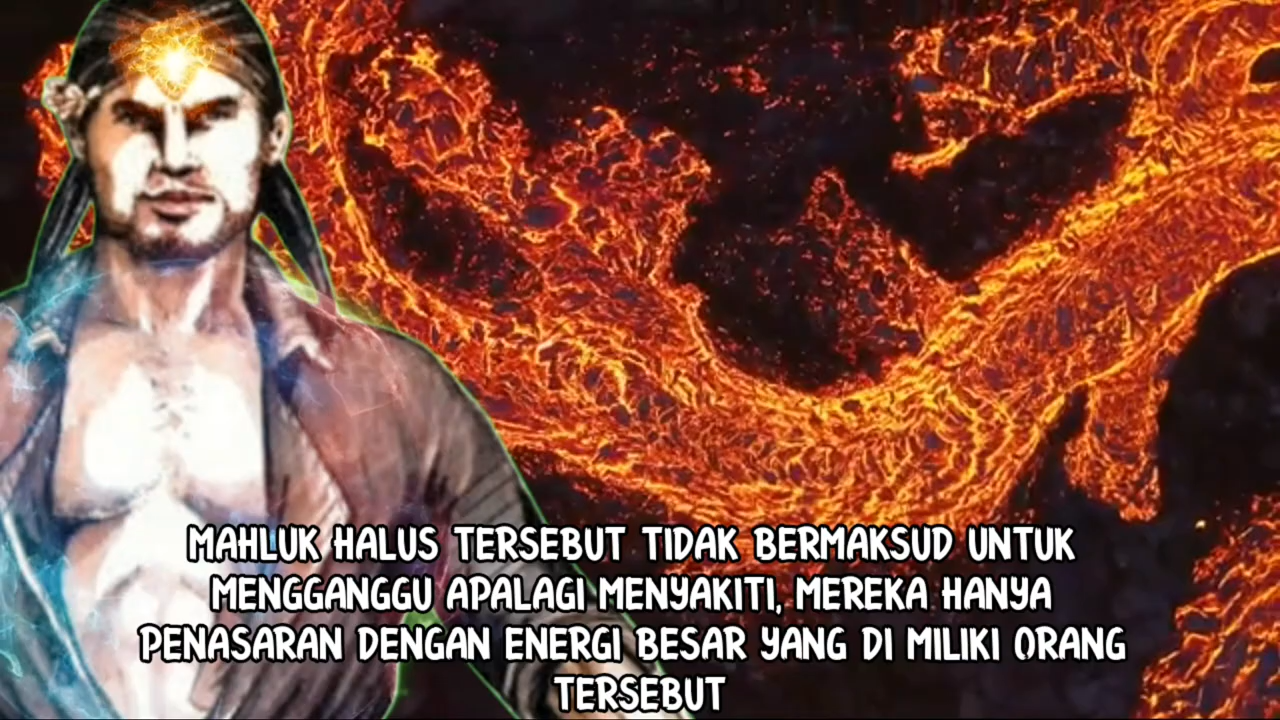 MAHLUK HALUS TERSEBUT TIDAK BERMAKSUD UNTUK
MENGGANGGU APALAGI MENYAKITI, MEREKA HANYA
PENASARAN DENGAN ENERGI BESAR YANG DI MILIKI ORANG
TERSEBUT